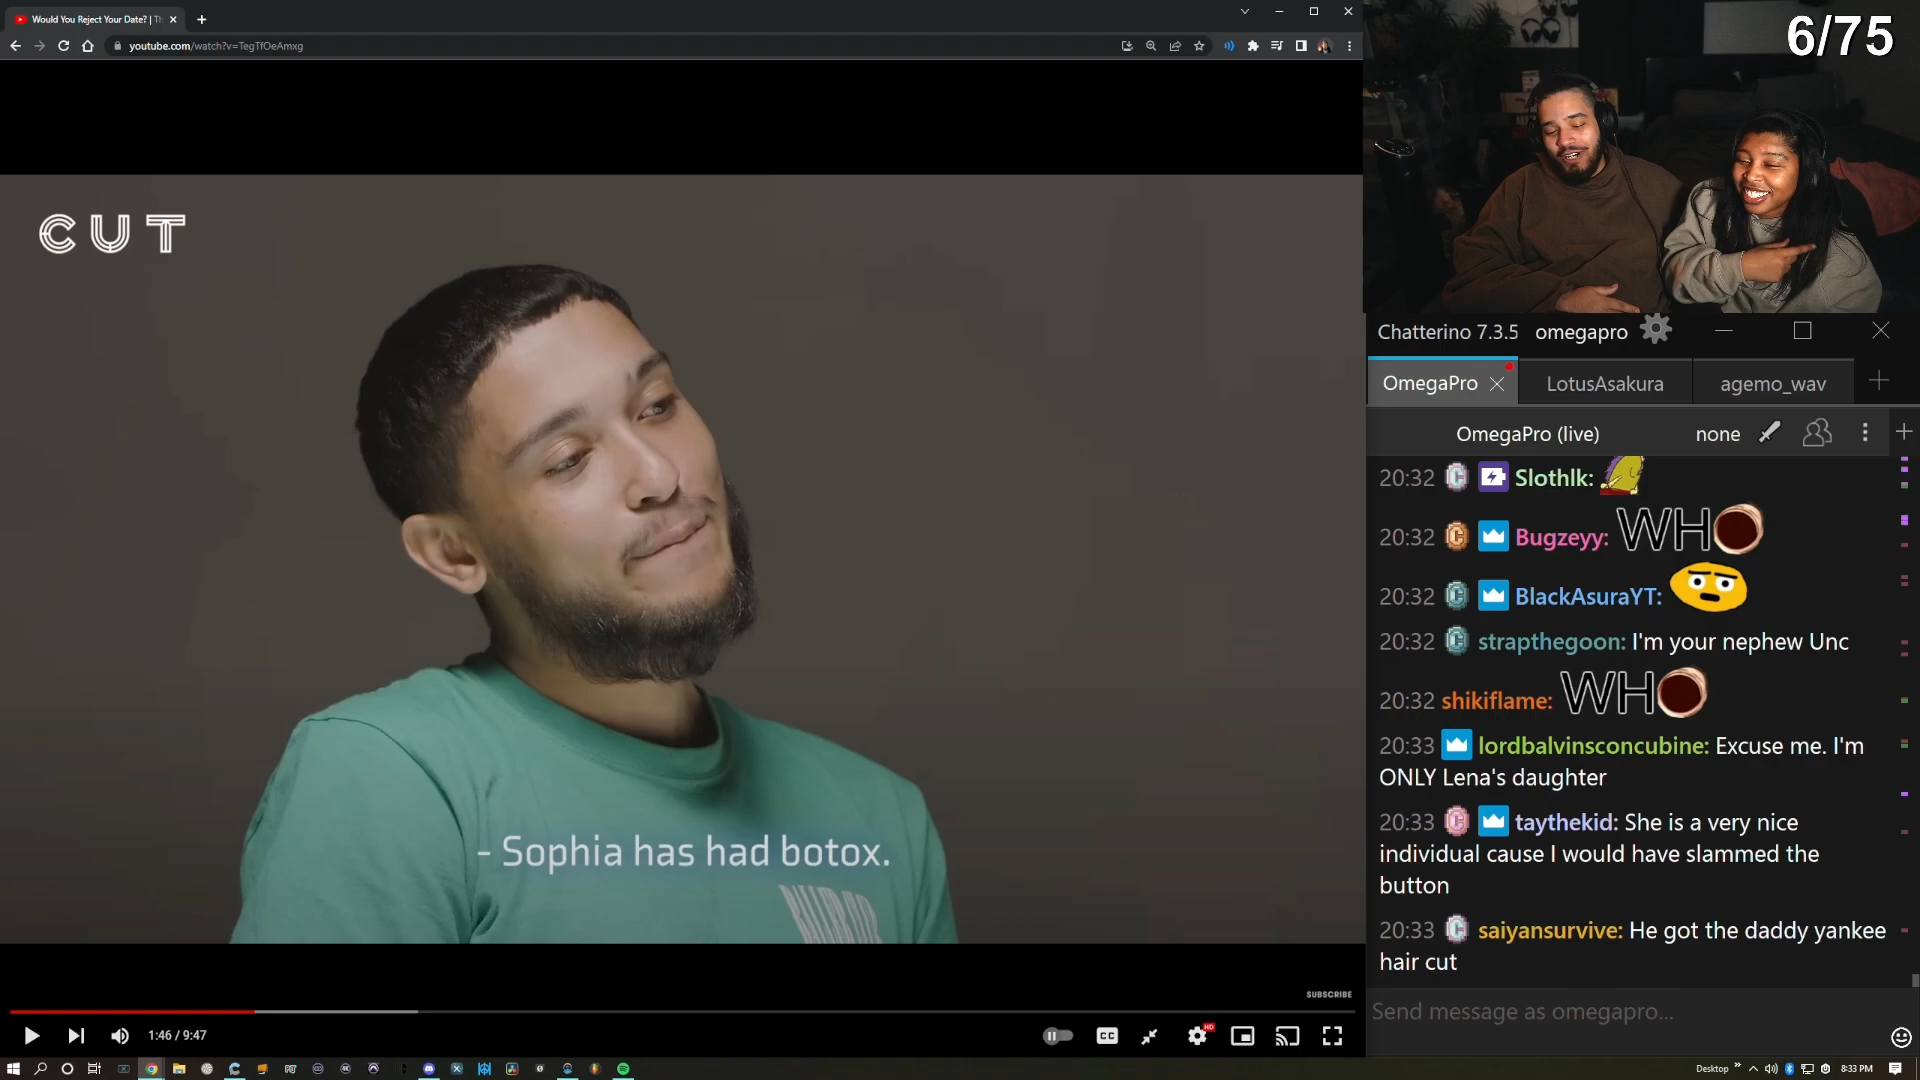 Would You Reject Your Date? | Th
6/75
youtube.com/watch?v=TegTfOeAmxg
CUT
Chatterino 7.3.5 omegapro
OmegaPro LotusAsakura agemo_wav
OmegaPro (live) none
20:32 Slothlk:
20:32 Bugzeyy: WHO
20:32 BlackAsuraYT:
20:32 strapthegoon: I'm your nephew Unc
20:32 shikiflame: WHO
20:33 lordbalvinsconcubine: Excuse me. I'm
ONLY Lena's daughter
20:33 taythekid: She is a very nice
individual cause I would have slammed the
button
20:33 saiyansurvive: He got the daddy yankee
hair cut
- Sophia has had botox.
SUBSCRIBE
Send message as omegapro...
1:46 / 9:47
CC
HD
Desktop
8:33 PM